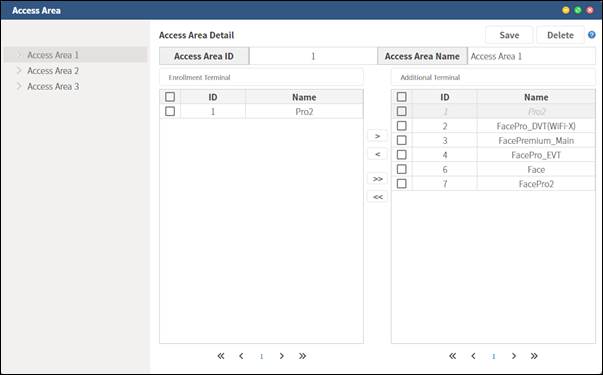 Access Area
Access Area 1
Access Area 2
Access Area 3
Access Area Detail
Save
Delete
?
Access Area ID
1
Access Area Name
Access Area 1
Enrollment Terminal
ID Name
1 Pro2
>
<
>>
<<
Additional Terminal
ID Name
1 Pro2
2 FacePro_DVT(WiFi-X)
3 FacePremium_Main
4 FacePro_EVT
6 Face
7 FacePro2
« < 1 > »
« < 1 > »